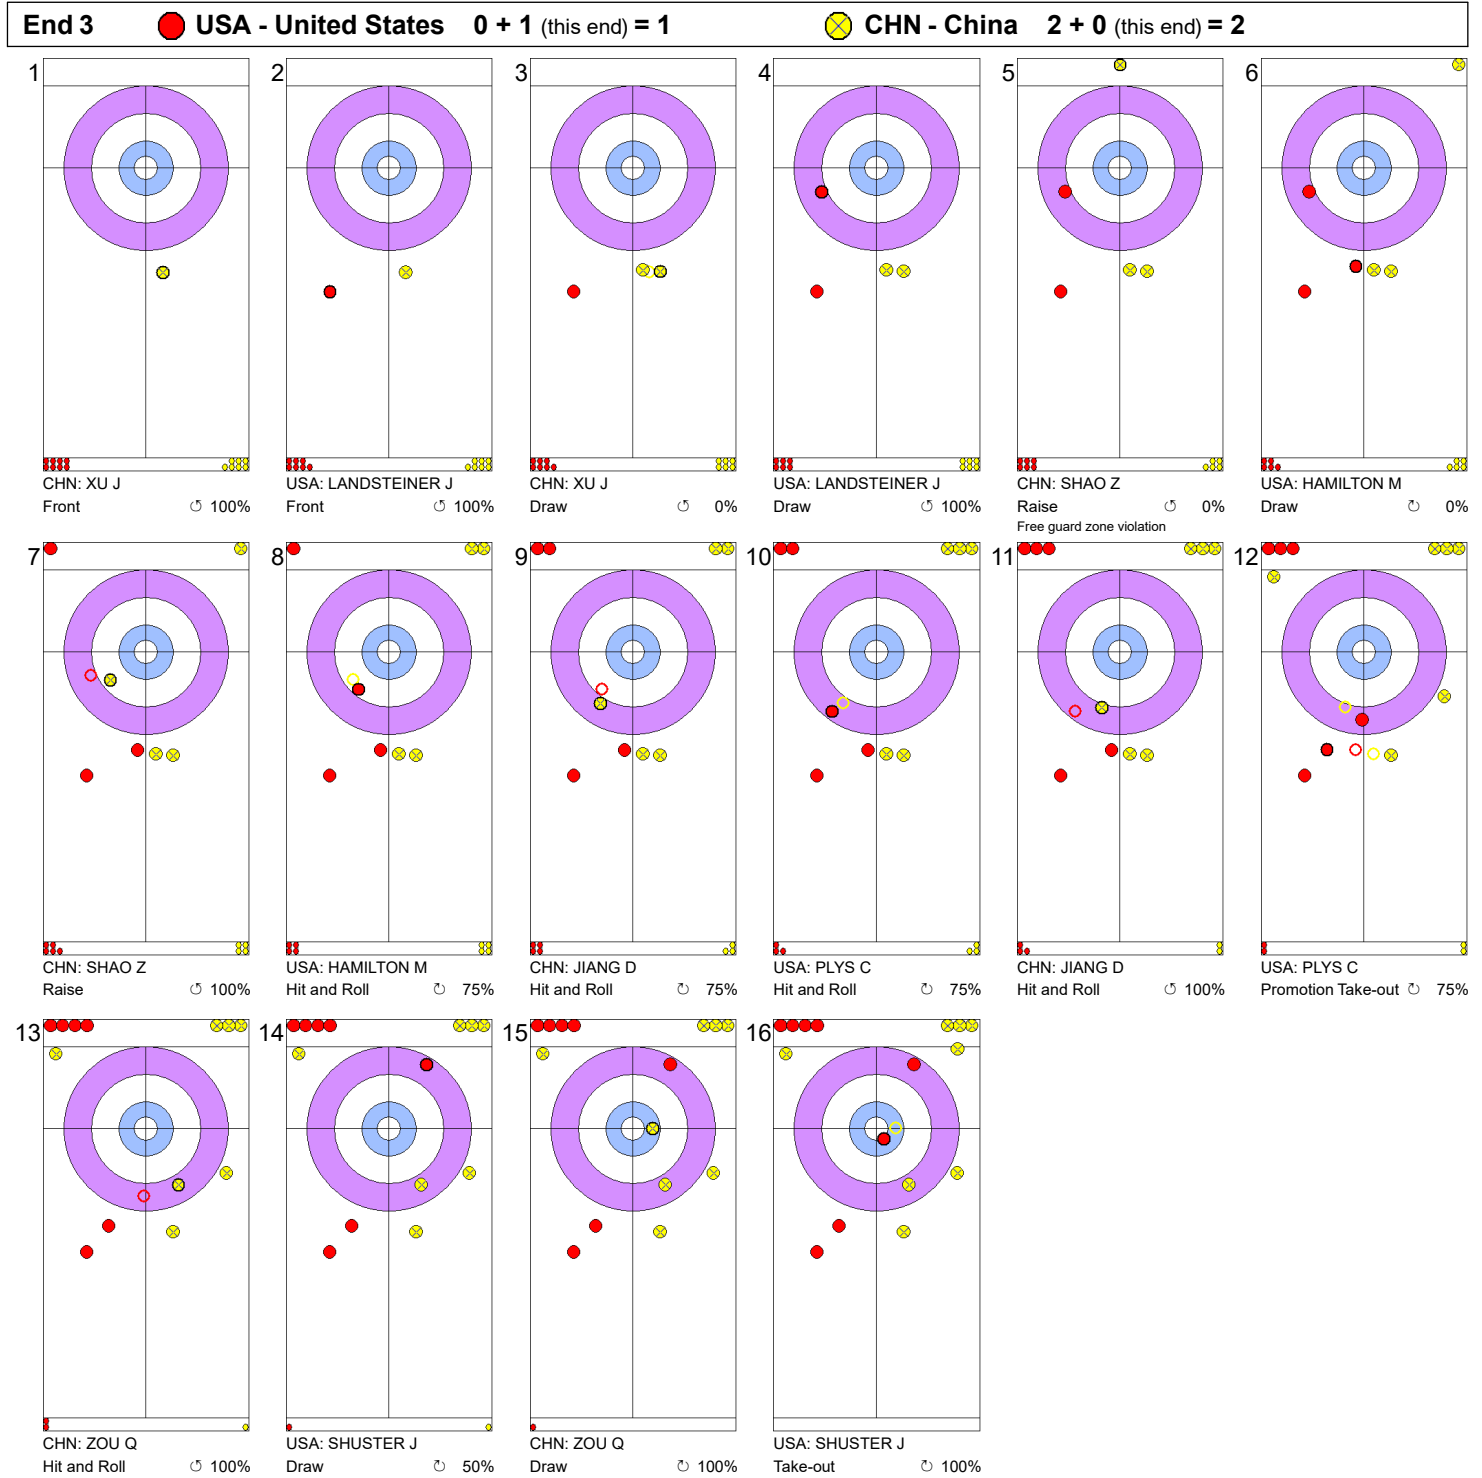 End 3 USA - United States 0 + 1 (this end) = 1 CHN - China 2 + 0 (this end) = 2
1 2 3 4 5 6
CHN: XU J USA: LANDSTEINER J CHN: XU J USA: LANDSTEINER J CHN: SHAO Z USA: HAMILTON M
Front ↺ 100% Front ↺ 100% Draw ↺ 0% Draw ↺ 100% Raise ↺ 0% Draw ↻ 0%
Free guard zone violation
7 8 9 10 11 12
CHN: SHAO Z USA: HAMILTON M CHN: JIANG D USA: PLYS C CHN: JIANG D USA: PLYS C
Raise ↺ 100% Hit and Roll ↻ 75% Hit and Roll ↻ 75% Hit and Roll ↻ 75% Hit and Roll ↺ 100% Promotion Take-out ↻ 75%
13 14 15 16
CHN: ZOU Q USA: SHUSTER J CHN: ZOU Q USA: SHUSTER J
Hit and Roll ↺ 100% Draw ↻ 50% Draw ↻ 100% Take-out ↻ 100%